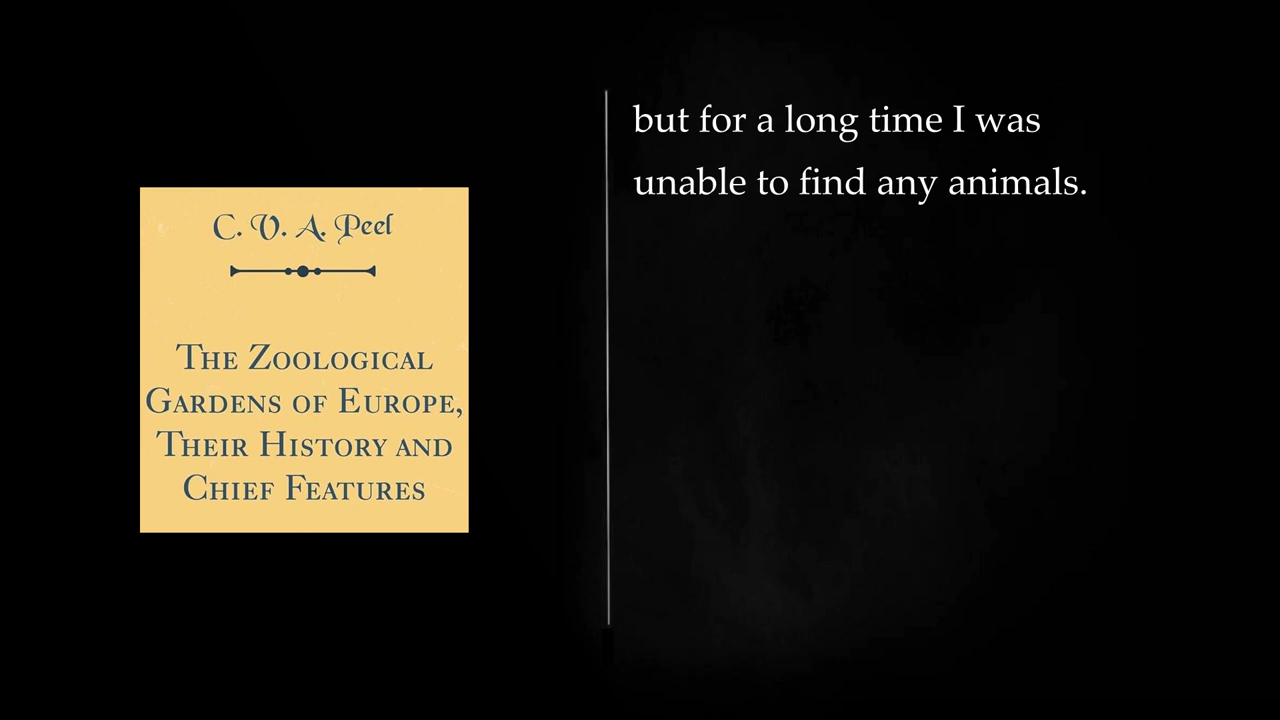 C. V. A. Peel
The Zoological
Gardens of Europe,
Their History and
Chief Features
but for a long time I was
unable to find any animals.